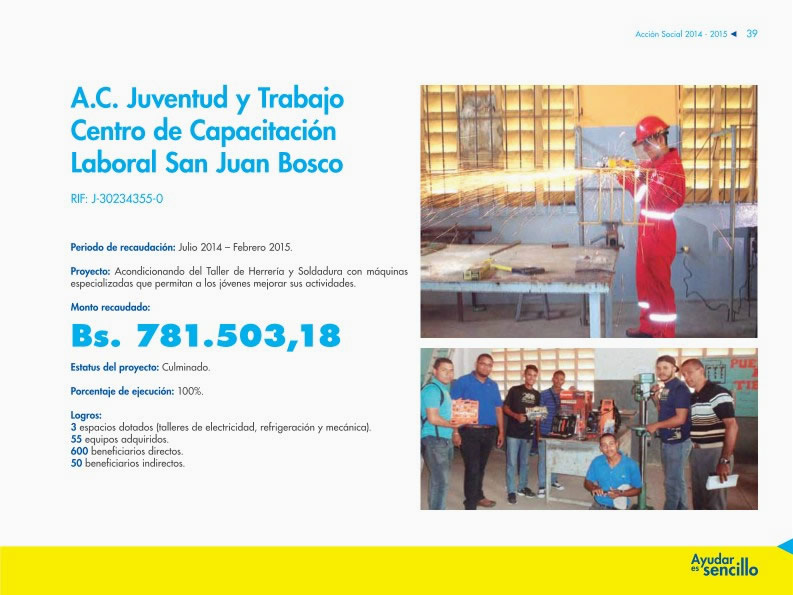 Acción Social 2014 - 2015 ◀ 39
A.C. Juventud y Trabajo
Centro de Capacitación
Laboral San Juan Bosco
RIF: J-30234355-0
Periodo de recaudación: Julio 2014 – Febrero 2015.
Proyecto: Acondicionando del Taller de Herrería y Soldadura con máquinas
especializadas que permitan a los jóvenes mejorar sus actividades.
Monto recaudado:
Bs. 781.503,18
Estatus del proyecto: Culminado.
Porcentaje de ejecución: 100%.
Logros:
3 espacios dotados (talleres de electricidad, refrigeración y mecánica).
55 equipos adquiridos.
600 beneficiarios directos.
50 beneficiarios indirectos.
Ayudar
es sencillo